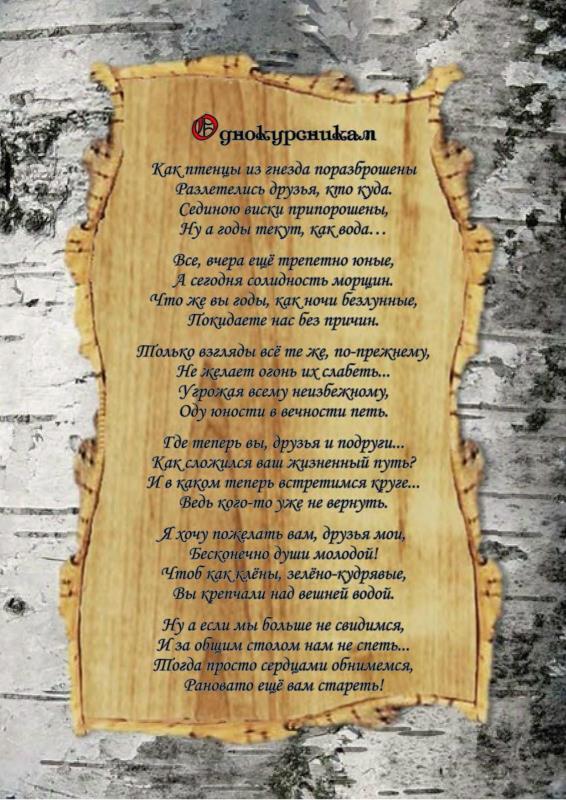 Однокурсникам
Как птенцы из гнезда поразброшены
Разлетелись друзья, кто куда.
Сединою виски припорошены,
Ну а годы текут, как вода…
Все, вчера ещё трепетно юные,
А сегодня солидность морщин.
Что же вы годы, как ночи безлунные,
Покидаете нас без причин.
Только взгляды всё те же, по-прежнему,
Не желает огонь их слабеть...
Угрожая всему неизбежному,
Оду юности в вечности петь.
Где теперь вы, друзья и подруги...
Как сложился ваш жизненный путь?
И в каком теперь встретимся круге...
Ведь кого-то уже не вернуть.
Я хочу пожелать вам, друзья мои,
Бесконечно души молодой!
Чтоб как клёны, зелёно-кудрявые,
Вы крепчали над вешней водой.
Ну а если мы больше не свидимся,
И за общим столом нам не спеть...
Тогда просто сердцами обнимемся,
Рановато ещё вам стареть!